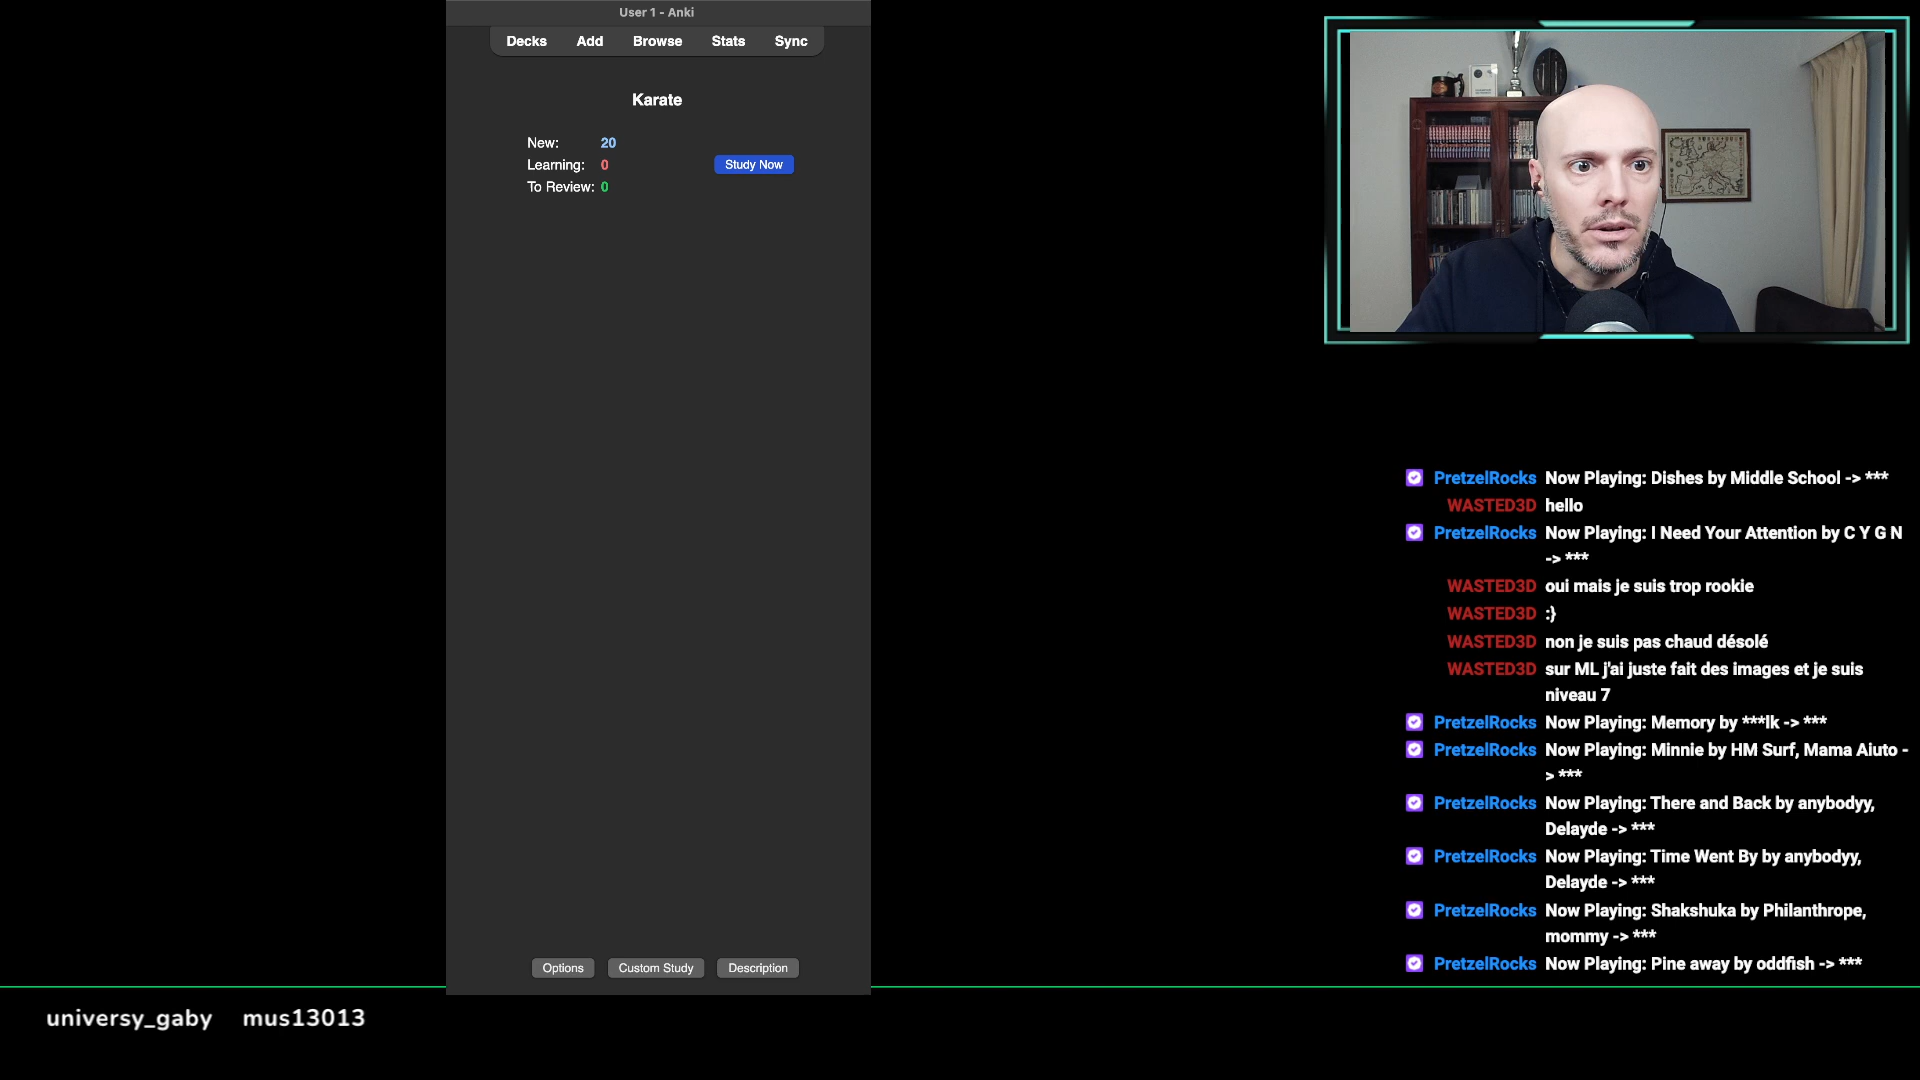 User 1 - Anki
Decks Add Browse Stats Sync
Karate
New: 20
Learning: 0
Study Now
To Review: 0
Options Custom Study Description
PretzelRocks Now Playing: Dishes by Middle School -> ***
WASTED3D hello
PretzelRocks Now Playing: I Need Your Attention by C Y G N
-> ***
WASTED3D oui mais je suis trop rookie
WASTED3D :}
WASTED3D non je suis pas chaud désolé
WASTED3D sur ML j'ai juste fait des images et je suis
niveau 7
PretzelRocks Now Playing: Memory by ***lk -> ***
PretzelRocks Now Playing: Minnie by HM Surf, Mama Aiuto -
> ***
PretzelRocks Now Playing: There and Back by anybodyy,
Delayde -> ***
PretzelRocks Now Playing: Time Went By by anybodyy,
Delayde -> ***
PretzelRocks Now Playing: Shakshuka by Philanthrope,
mommy -> ***
PretzelRocks Now Playing: Pine away by oddfish -> ***
universy_gaby mus13013